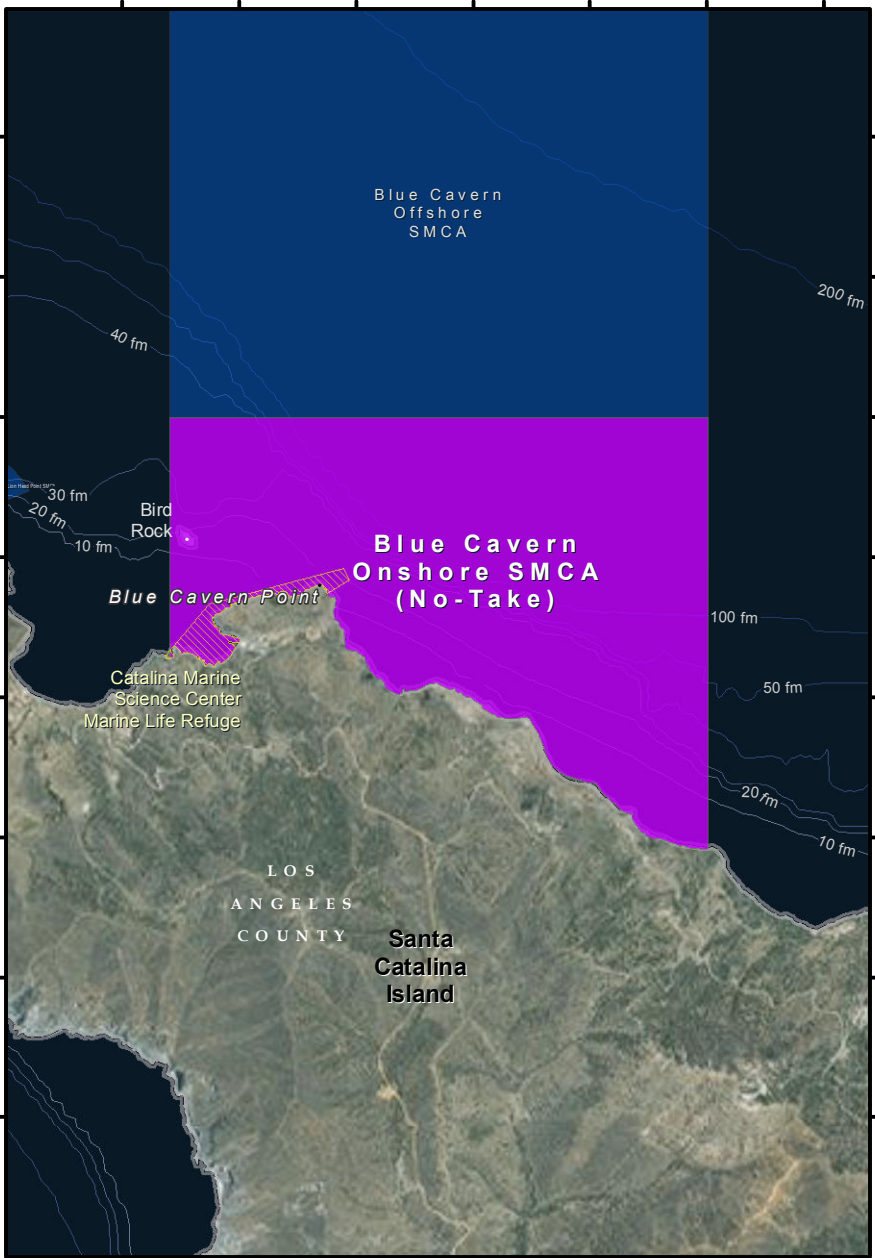 Blue Cavern
Offshore
SMCA
200 fm
40 fm
30 fm
20 fm
10 fm
Bird
Rock
Blue Cavern
Onshore SMCA
(No-Take)
Blue Cavern Point
100 fm
50 fm
Catalina Marine
Science Center
Marine Life Refuge
20 fm
10 fm
LOS
ANGELES
COUNTY
Santa
Catalina
Island